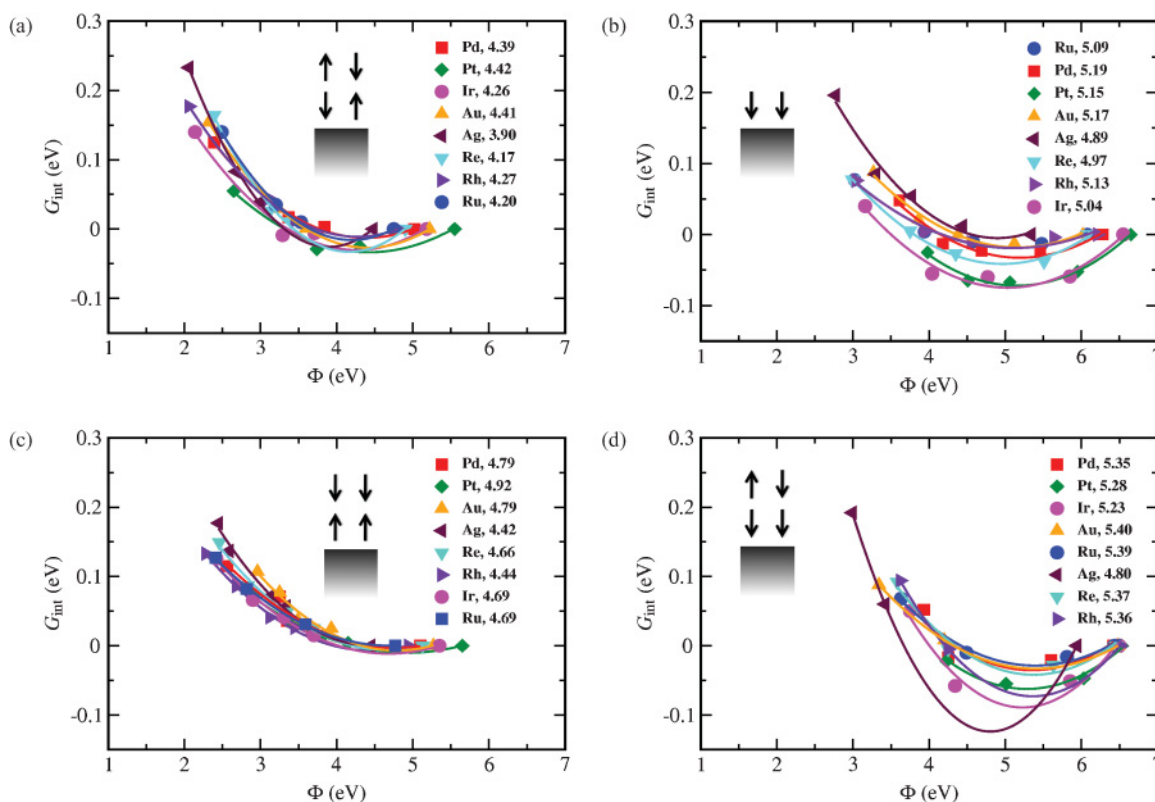 (a)
0.3
0.2
0.1
0
-0.1
G_int (eV)
Pd, 4.39
Pt, 4.42
Ir, 4.26
Au, 4.41
Ag, 3.90
Re, 4.17
Rh, 4.27
Ru, 4.20
1 2 3 4 5 6 7
Φ (eV)
(b)
0.3
0.2
0.1
0
-0.1
G_int (eV)
Ru, 5.09
Pd, 5.19
Pt, 5.15
Au, 5.17
Ag, 4.89
Re, 4.97
Rh, 5.13
Ir, 5.04
1 2 3 4 5 6 7
Φ (eV)
(c)
0.3
0.2
0.1
0
-0.1
G_int (eV)
Pd, 4.79
Pt, 4.92
Au, 4.79
Ag, 4.42
Re, 4.66
Rh, 4.44
Ir, 4.69
Ru, 4.69
1 2 3 4 5 6 7
Φ (eV)
(d)
0.3
0.2
0.1
0
-0.1
G_int (eV)
Pd, 5.35
Pt, 5.28
Ir, 5.23
Au, 5.40
Ru, 5.39
Ag, 4.80
Re, 5.37
Rh, 5.36
1 2 3 4 5 6 7
Φ (eV)